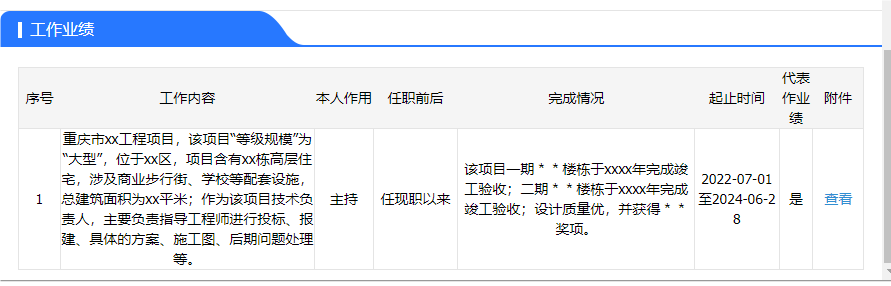 工作业绩
序号
工作内容
本人作用
任职前后
完成情况
起止时间
代表
作业
绩
附件
1
重庆市xx工程项目，该项目“等级规模”为
“大型”，位于xx区，项目含有xx栋高层住
宅，涉及商业步行街、学校等配套设施，
总建筑面积为xx平米；作为该项目技术负
责人，主要负责指导工程师进行投标、报
建、具体的方案、施工图、后期问题处理
等。
主持
任现职以来
该项目一期＊＊楼栋于xxxx年完成竣
工验收；二期＊＊楼栋于xxxx年完成
竣工验收；设计质量优，并获得＊＊
奖项。
2022-07-01
至2024-06-2
8
是
查看